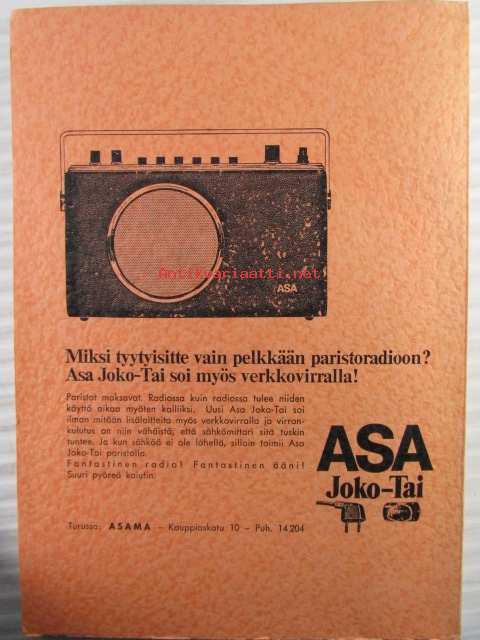 Antikvariaatti.net
ASA
Miksi tyytyisitte vain pelkkään paristoradioon?
Asa Joko-Tai soi myös verkkovirralla!
Paristot maksavat. Radiossa kuin radiossa tulee niiden
käyttö aikaa myöten kalliiksi. Uusi Asa Joko-Tai soi
ilman mitään lisälaitteita myös verkkovirralla ja virran-
kulutus on niin vähäistä, että sähkömittari sitä tuskin
tuntee. Ja kun sähköä ei ole lähellä, silloin toimii Asa
Joko-Tai paristolla.
Fantastinen radio! Fantastinen ääni!
Suuri pyöreä kaiutin.
ASA
Joko-Tai
Turussa: ASAMA – Kauppiaskatu 10 – Puh. 14 204